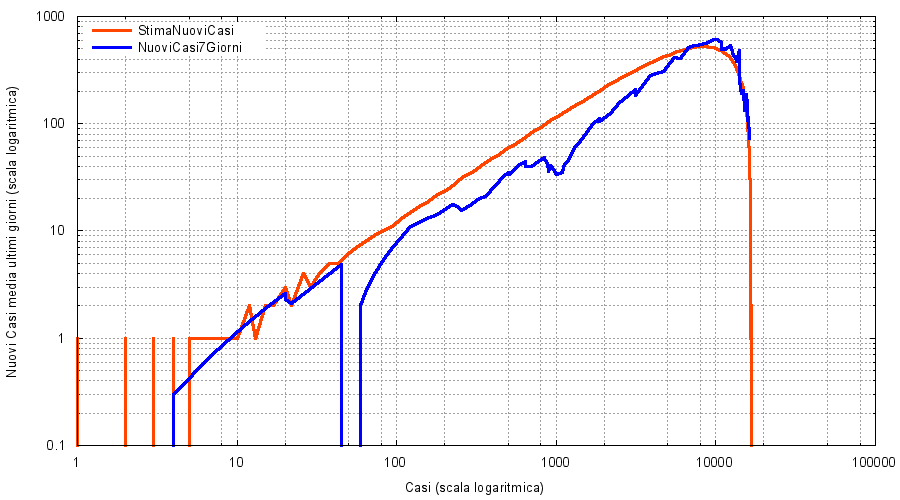 1000
StimaNuoviCasi
NuoviCasi7Giorni
100
10
1
0.1
Nuovi Casi media ultimi giorni (scala logaritmica)
1 10 100 1000 10000 100000
Casi (scala logaritmica)